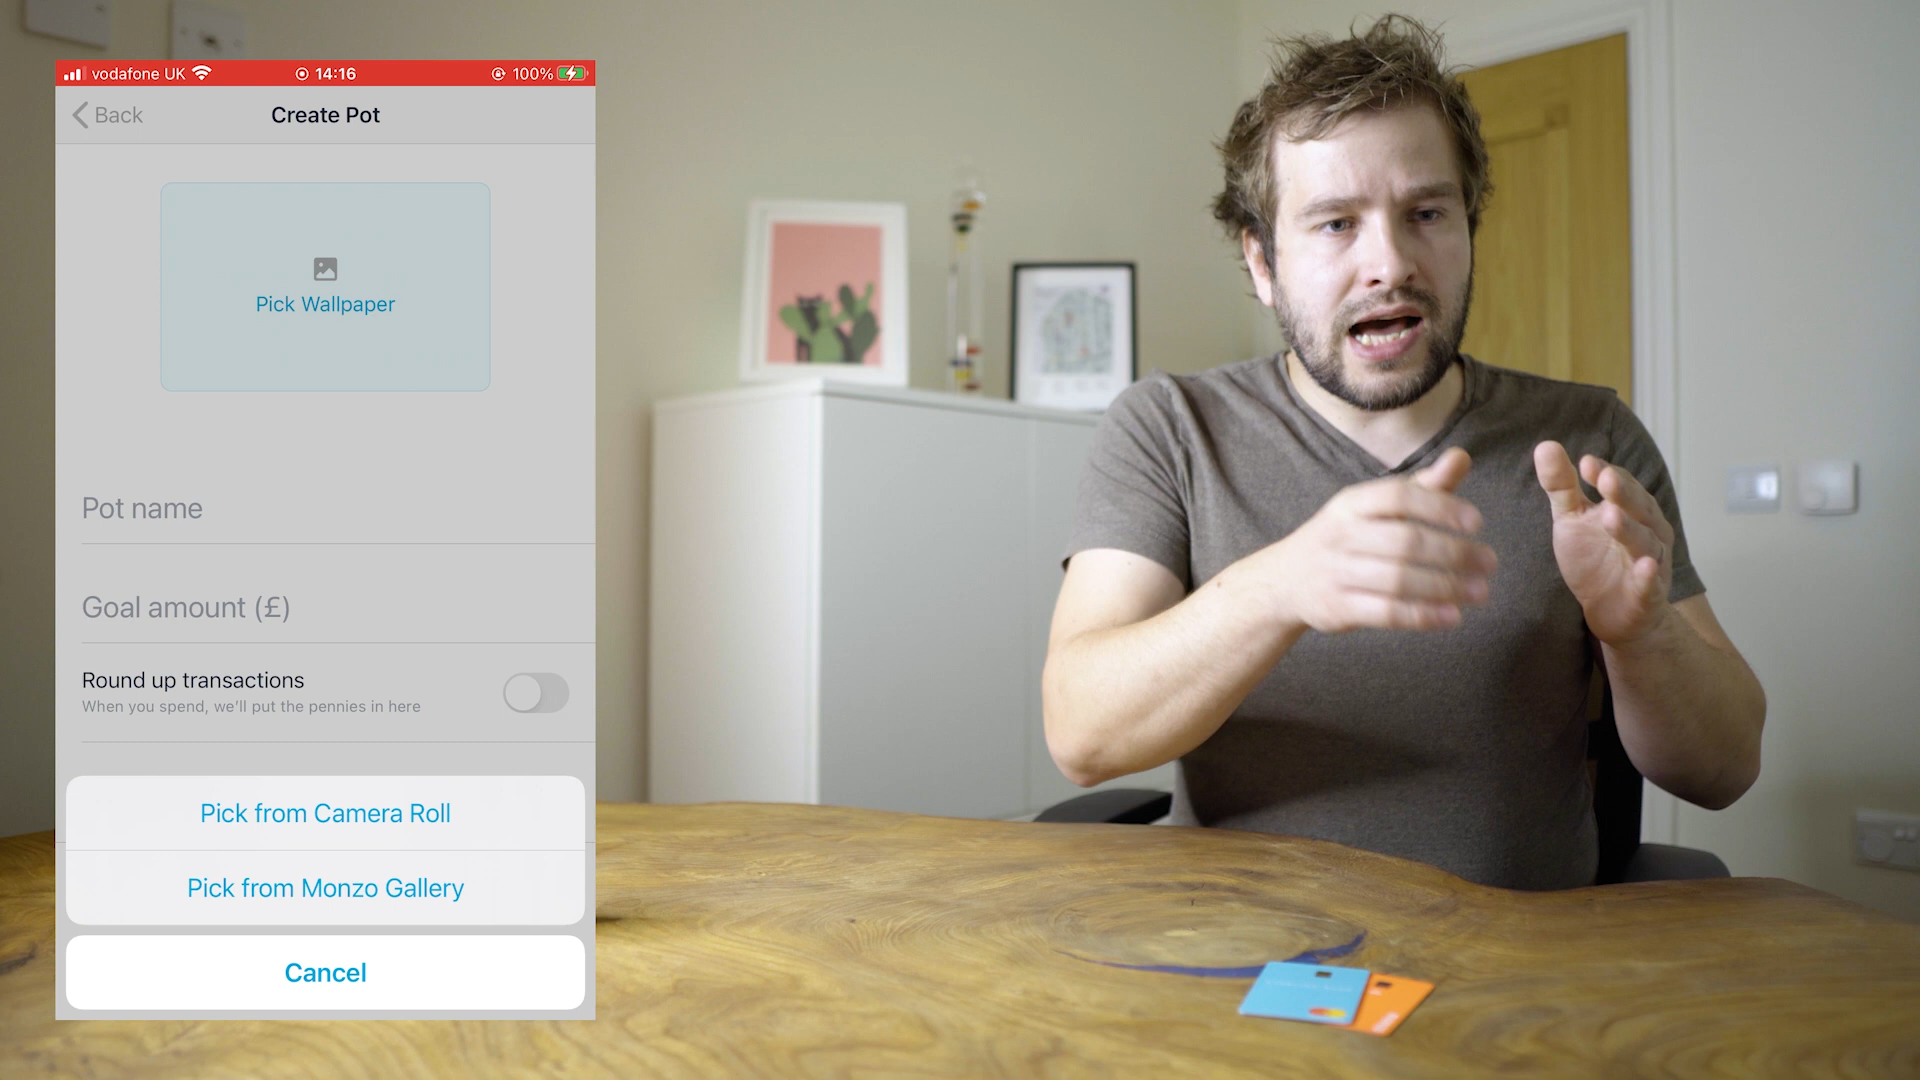 vodafone UK 14:16 100%
Back Create Pot
Pick Wallpaper
Pot name
Goal amount (£)
Round up transactions
When you spend, we'll put the pennies in here
Pick from Camera Roll
Pick from Monzo Gallery
Cancel